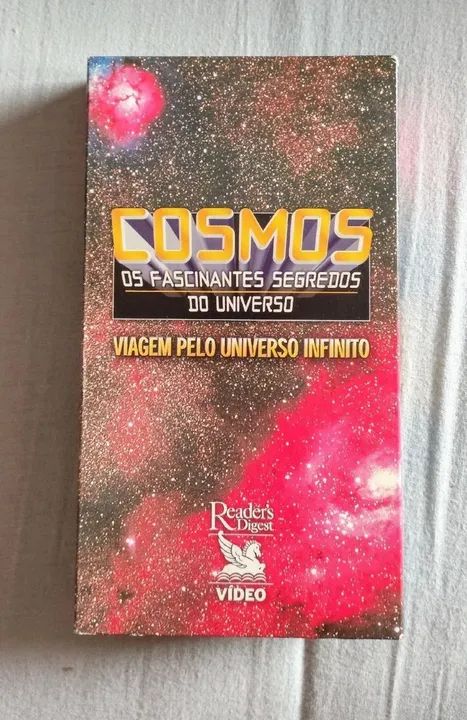 COSMOS
OS FASCINANTES SEGREDOS
DO UNIVERSO
VIAGEM PELO UNIVERSO INFINITO
Reader's
Digest
VÍDEO